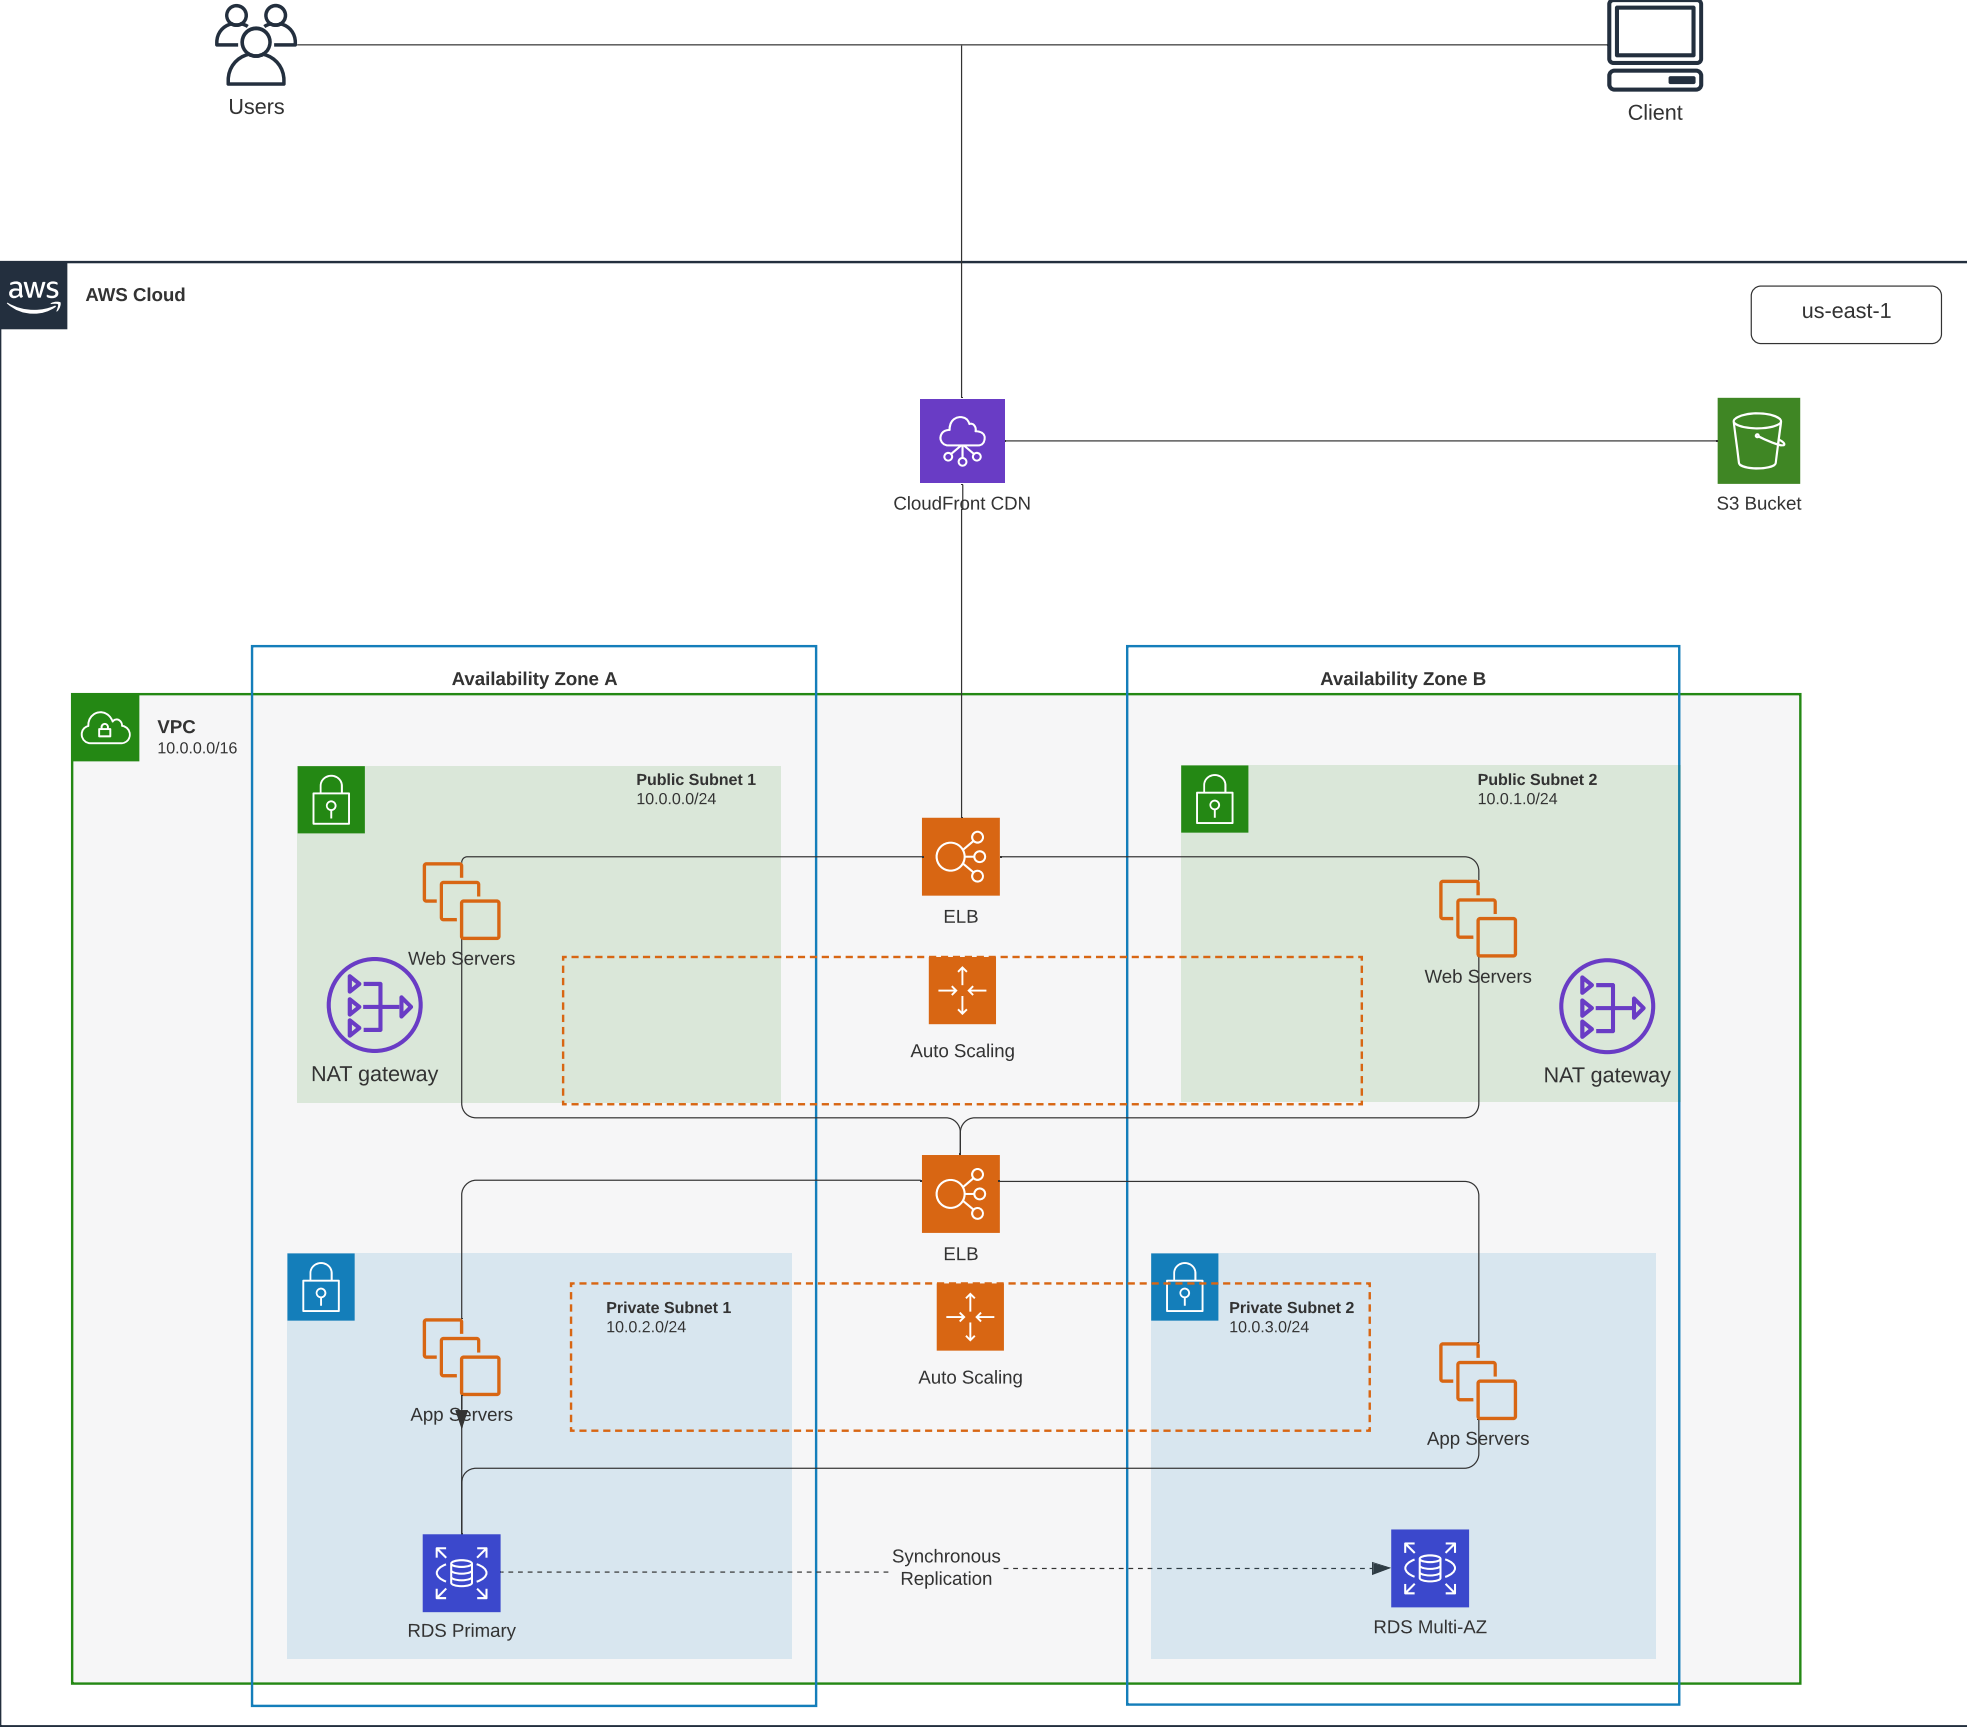 Users
Client
aws
AWS Cloud
us-east-1
CloudFront CDN
S3 Bucket
Availability Zone A
Availability Zone B
VPC
10.0.0.0/16
Public Subnet 1
10.0.0.0/24
Public Subnet 2
10.0.1.0/24
ELB
Web Servers
Web Servers
Auto Scaling
NAT gateway
NAT gateway
ELB
Private Subnet 1
10.0.2.0/24
Private Subnet 2
10.0.3.0/24
Auto Scaling
App Servers
App Servers
Synchronous
Replication
RDS Primary
RDS Multi-AZ